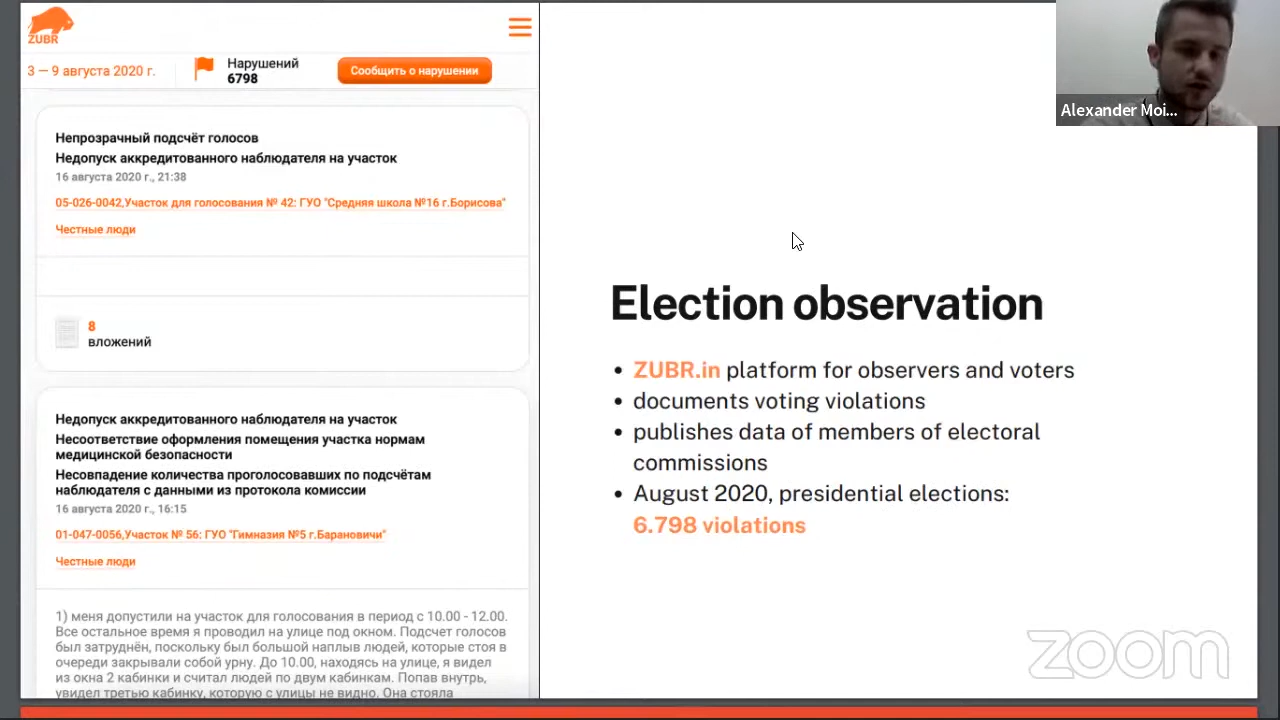 ZUBR
3 — 9 августа 2020 г.
Нарушений
6798
Сообщить о нарушении
Непрозрачный подсчёт голосов
Недопуск аккредитованного наблюдателя на участок
16 августа 2020 г., 21:38
05-026-0042,Участок для голосования № 42: ГУО "Средняя школа №16 г.Борисова"
Честные люди
8
вложений
Недопуск аккредитованного наблюдателя на участок
Несоответствие оформления помещения участка нормам
медицинской безопасности
Несовпадение количества проголосовавших по подсчётам
наблюдателя с данными из протокола комиссии
16 августа 2020 г., 16:15
01-047-0056,Участок № 56: ГУО "Гимназия №5 г.Барановичи"
Честные люди
1) меня допустили на участок для голосования в период с 10.00 - 12.00.
Все остальное время я проводил на улице под окном. Подсчет голосов
был затруднён, поскольку был большой наплыв людей, которые стоя в
очереди закрывали собой урну. До 10.00, находясь на улице, я видел
из окна 2 кабинки и считал людей по двум кабинкам. Попав внутрь,
увидел третью кабинку, которую с улицы не видно. Она стояла
Election observation
• ZUBR.in platform for observers and voters
• documents voting violations
• publishes data of members of electoral
commissions
• August 2020, presidential elections:
6.798 violations
Alexander Moi...
zoom